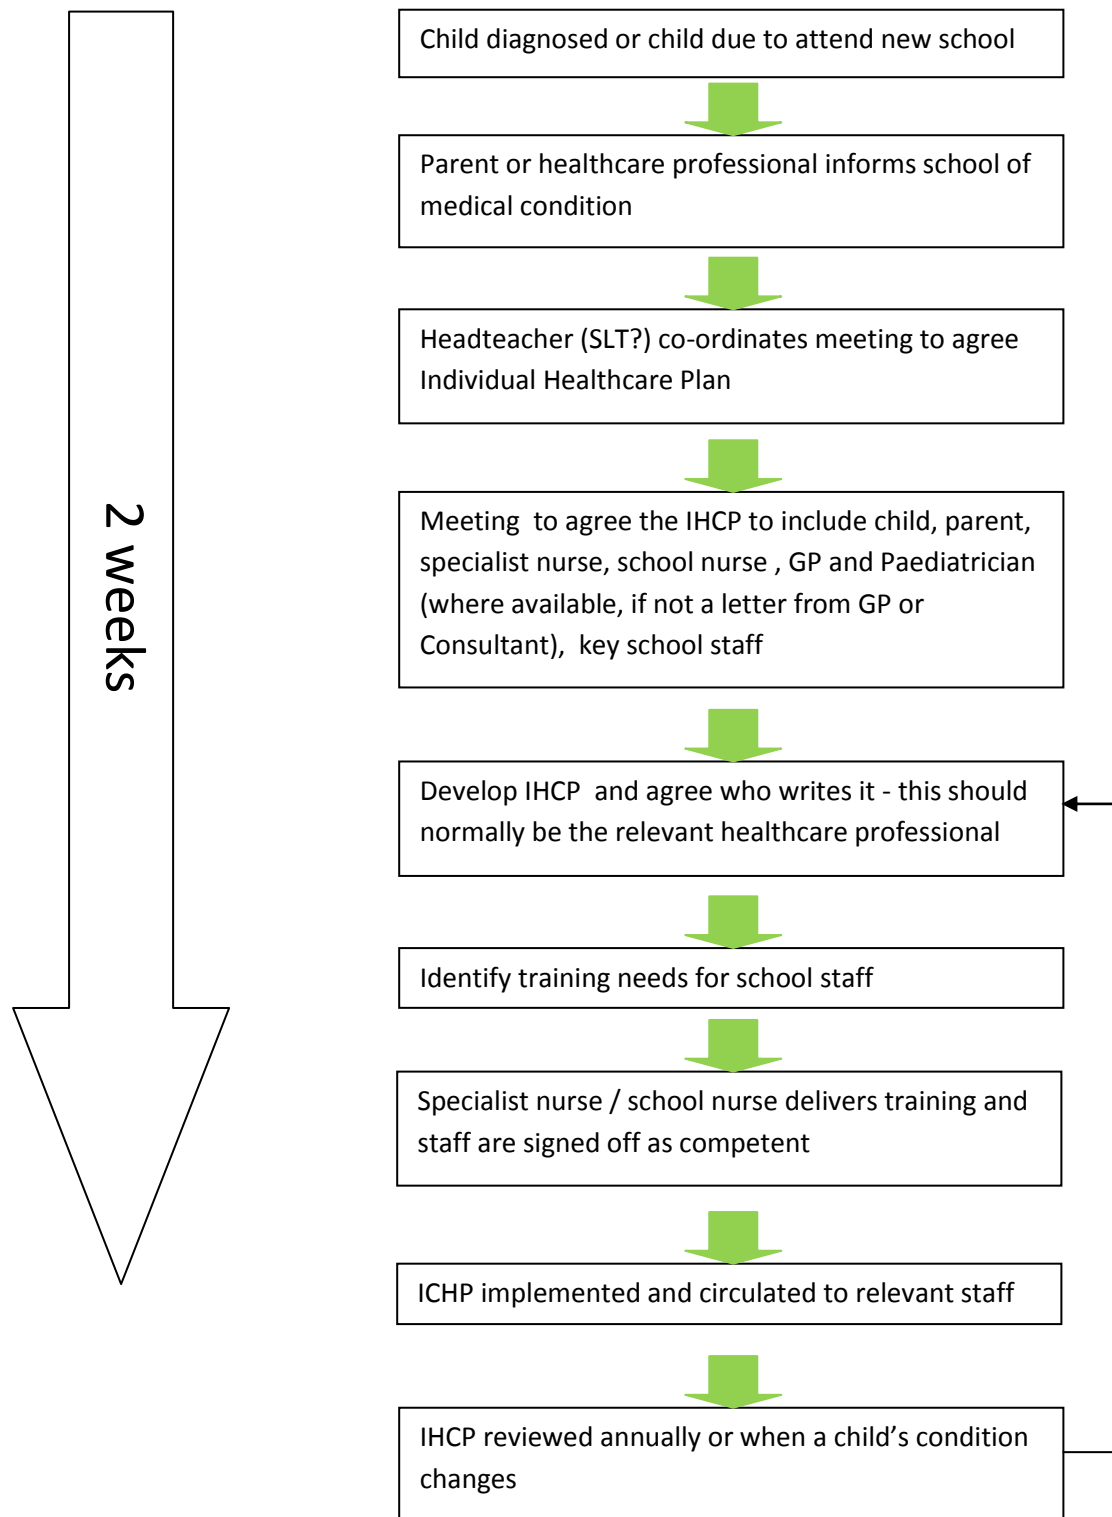 Child diagnosed or child due to attend new school
Parent or healthcare professional informs school of
medical condition
Headteacher (SLT?) co-ordinates meeting to agree
Individual Healthcare Plan
Meeting  to agree the IHCP to include child, parent,
specialist nurse, school nurse , GP and Paediatrician
(where available, if not a letter from GP or
Consultant),  key school staff
2 weeks
Develop IHCP  and agree who writes it - this should
normally be the relevant healthcare professional
Identify training needs for school staff
Specialist nurse / school nurse delivers training and
staff are signed off as competent
ICHP implemented and circulated to relevant staff
IHCP reviewed annually or when a child’s condition
changes